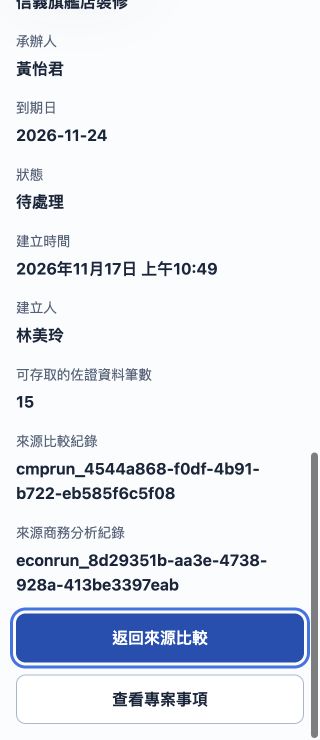 信義旗艦店裝修
承辦人
黃怡君
到期日
2026-11-24
狀態
待處理
建立時間
2026年11月17日 上午10:49
建立人
林美玲
可存取的佐證資料筆數
15
來源比較紀錄
cmprun_4544a868-f0df-4b91-
b722-eb585f6c5f08
來源商務分析紀錄
econrun_8d29351b-aa3e-4738-
928a-413be3397eab
返回來源比較
查看專案事項